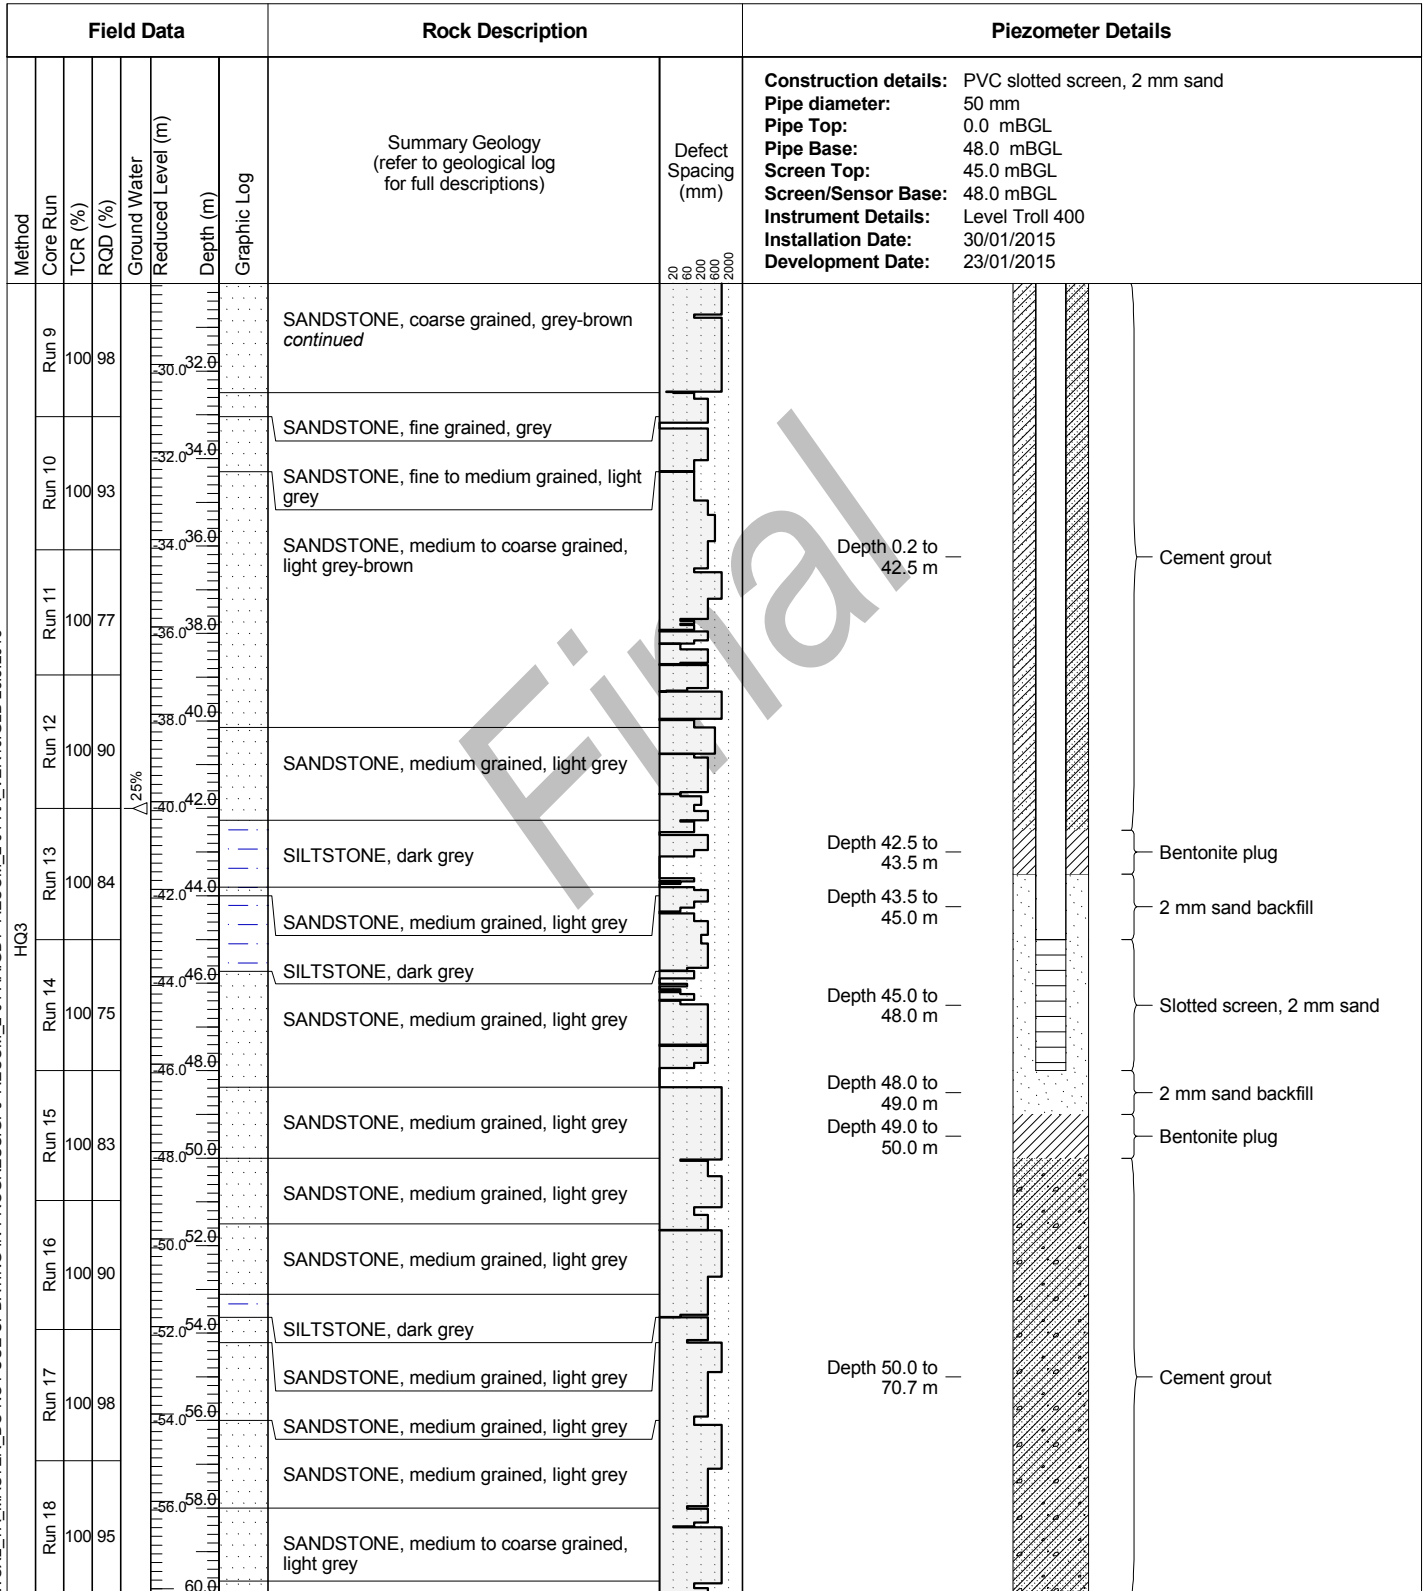 Field Data
Rock Description
Piezometer Details
Method
Core Run
TCR (%)
RQD (%)
Ground Water
Reduced Level (m)
Depth (m)
Graphic Log
Summary Geology
(refer to geological log
for full descriptions)
Defect
Spacing
(mm)
20
60
200
600
2000
Construction details: PVC slotted screen, 2 mm sand
Pipe diameter: 50 mm
Pipe Top: 0.0 mBGL
Pipe Base: 48.0 mBGL
Screen Top: 45.0 mBGL
Screen/Sensor Base: 48.0 mBGL
Instrument Details: Level Troll 400
Installation Date: 30/01/2015
Development Date: 23/01/2015
HQ3
Run 9 100 98
Run 10 100 93
Run 11 100 77
Run 12 100 90
Run 13 100 84
Run 14 100 75
Run 15 100 83
Run 16 100 90
Run 17 100 98
Run 18 100 95
25%
-30.0 32.0
-32.0 34.0
-34.0 36.0
-36.0 38.0
-38.0 40.0
-40.0 42.0
-42.0 44.0
-44.0 46.0
-46.0 48.0
-48.0 50.0
-50.0 52.0
-52.0 54.0
-54.0 56.0
-56.0 58.0
60.0
SANDSTONE, coarse grained, grey-brown
continued
SANDSTONE, fine grained, grey
SANDSTONE, fine to medium grained, light
grey
SANDSTONE, medium to coarse grained,
light grey-brown
SANDSTONE, medium grained, light grey
SILTSTONE, dark grey
SANDSTONE, medium grained, light grey
SILTSTONE, dark grey
SANDSTONE, medium grained, light grey
SANDSTONE, medium grained, light grey
SANDSTONE, medium grained, light grey
SANDSTONE, medium grained, light grey
SILTSTONE, dark grey
SANDSTONE, medium grained, light grey
SANDSTONE, medium grained, light grey
SANDSTONE, medium grained, light grey
SANDSTONE, medium to coarse grained,
light grey
Final
Depth 0.2 to
42.5 m
Cement grout
Depth 42.5 to
43.5 m
Bentonite plug
Depth 43.5 to
45.0 m
2 mm sand backfill
Depth 45.0 to
48.0 m
Slotted screen, 2 mm sand
Depth 48.0 to
49.0 m
2 mm sand backfill
Depth 49.0 to
50.0 m
Bentonite plug
Depth 50.0 to
70.7 m
Cement grout